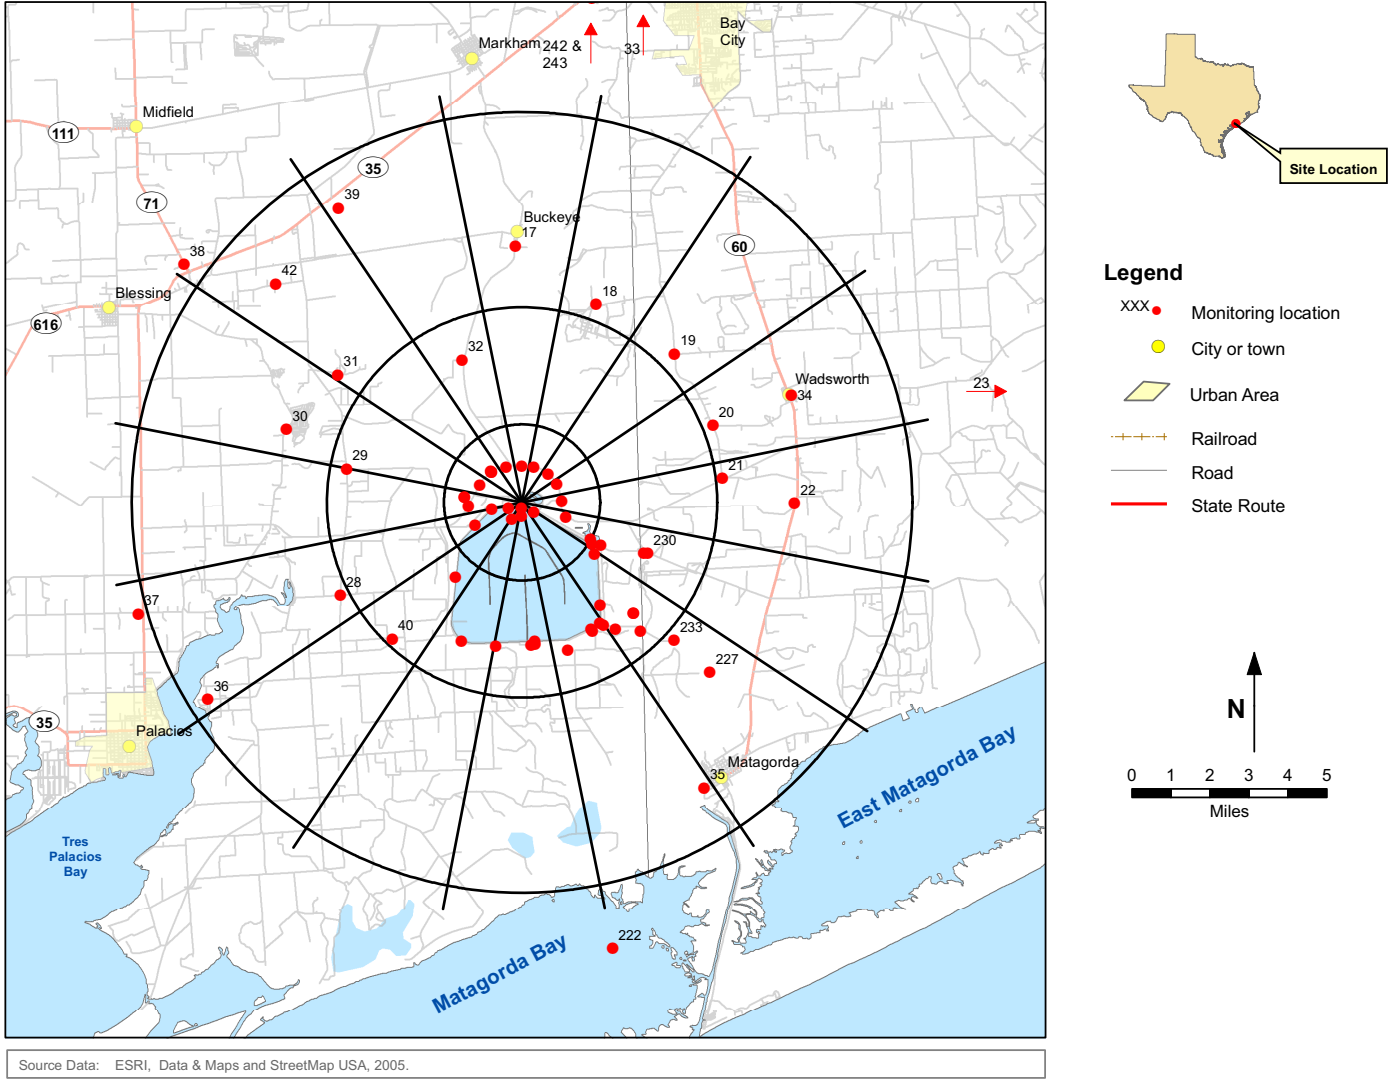 Bay
City
Markham
242 &
243
33
Midfield
111
35
71
39
Buckeye
17
60
38
42
Blessing
18
616
32
19
31
Wadsworth
34
23
30
20
29
21
22
230
28
37
40
233
227
36
35
Palacios
Matagorda
35
East Matagorda Bay
Tres
Palacios
Bay
222
Matagorda Bay
Site Location
Legend
XXX
Monitoring location
City or town
Urban Area
Railroad
Road
State Route
N
0 1 2 3 4 5
Miles
Source Data: ESRI, Data & Maps and StreetMap USA, 2005.